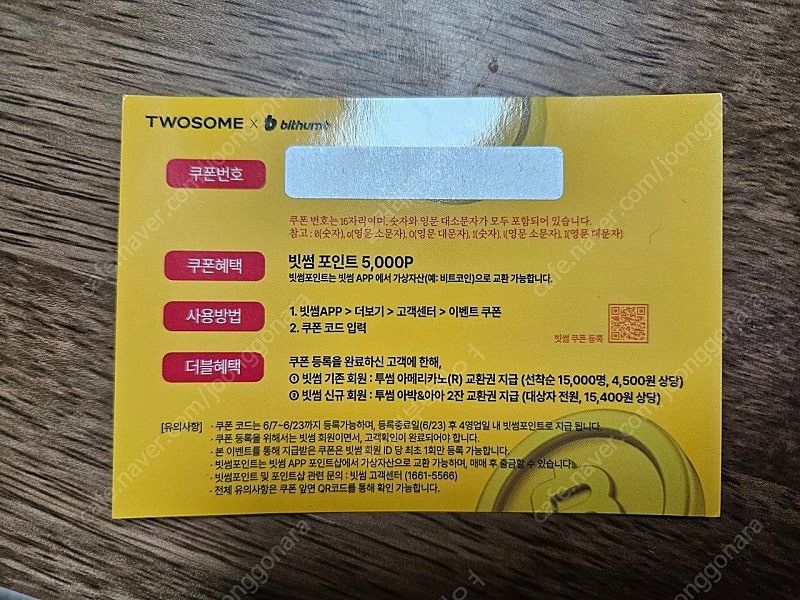 TWOSOME x bithumb
쿠폰번호
쿠폰 번호는 16자리이며, 숫자와 영문 대소문자가 모두 포함되어 있습니다.
참고 : 0(숫자), o(영문 소문자), O(영문 대문자), 1(숫자), l(영문 소문자), I(영문 대문자)
쿠폰혜택
빗썸 포인트 5,000P
빗썸포인트는 빗썸 APP 에서 가상자산(예: 비트코인)으로 교환 가능합니다.
사용방법
1. 빗썸APP > 더보기 > 고객센터 > 이벤트 쿠폰
2. 쿠폰 코드 입력
빗썸 쿠폰 등록
더블혜택
쿠폰 등록을 완료하신 고객에 한해,
① 빗썸 기존 회원 : 투썸 아메리카노(R) 교환권 지급 (선착순 15,000명, 4,500원 상당)
② 빗썸 신규 회원 : 투썸 아박&아아 2잔 교환권 지급 (대상자 전원, 15,400원 상당)
[유의사항] · 쿠폰 코드는 6/7~6/23까지 등록가능하며, 등록종료일(6/23) 후 4영업일 내 빗썸포인트로 지급 됩니다.
· 쿠폰 등록을 위해서는 빗썸 회원이면서, 고객확인이 완료되어야 합니다.
· 본 이벤트를 통해 지급받은 쿠폰은 빗썸 회원 ID 당 최초 1회만 등록 가능합니다.
· 빗썸포인트는 빗썸 APP 포인트샵에서 가상자산으로 교환 가능하며, 매매 후 출금할 수 있습니다.
· 빗썸포인트 및 포인트샵 관련 문의 : 빗썸 고객센터 (1661-5566)
· 전체 유의사항은 쿠폰 앞면 QR코드를 통해 확인 가능합니다.
cafe.naver.com/joonggonara